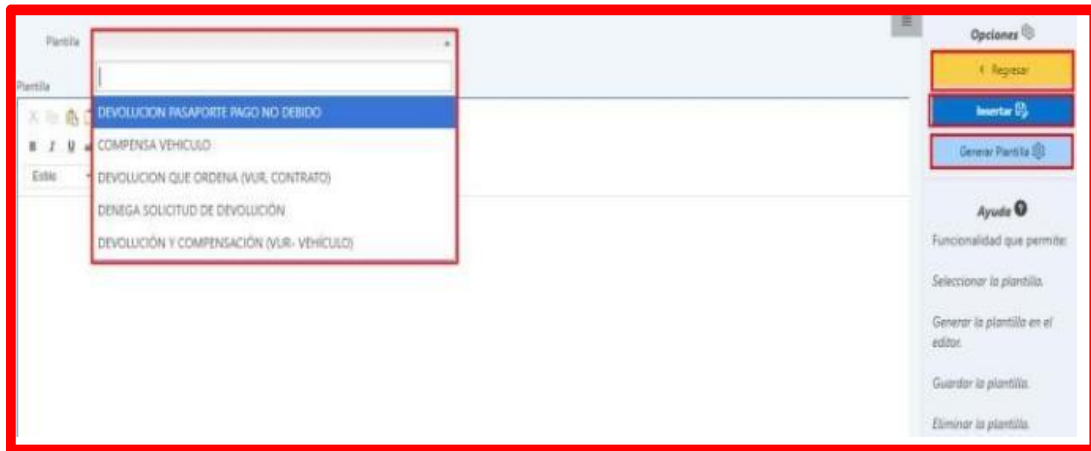 Plantilla
Plantilla
B I U
Estilo
DEVOLUCION PASAPORTE PAGO NO DEBIDO
COMPENSA VEHICULO
DEVOLUCION QUE ORDENA (VUR, CONTRATO)
DENEGA SOLICITUD DE DEVOLUCIÓN
DEVOLUCIÓN Y COMPENSACIÓN (VUR- VEHÍCULO)
Opciones
Regresar
Insertar
Generar Plantilla
Ayuda
Funcionalidad que permite:
Seleccionar la plantilla.
Generar la plantilla en el
editor.
Guardar la plantilla.
Eliminar la plantilla.